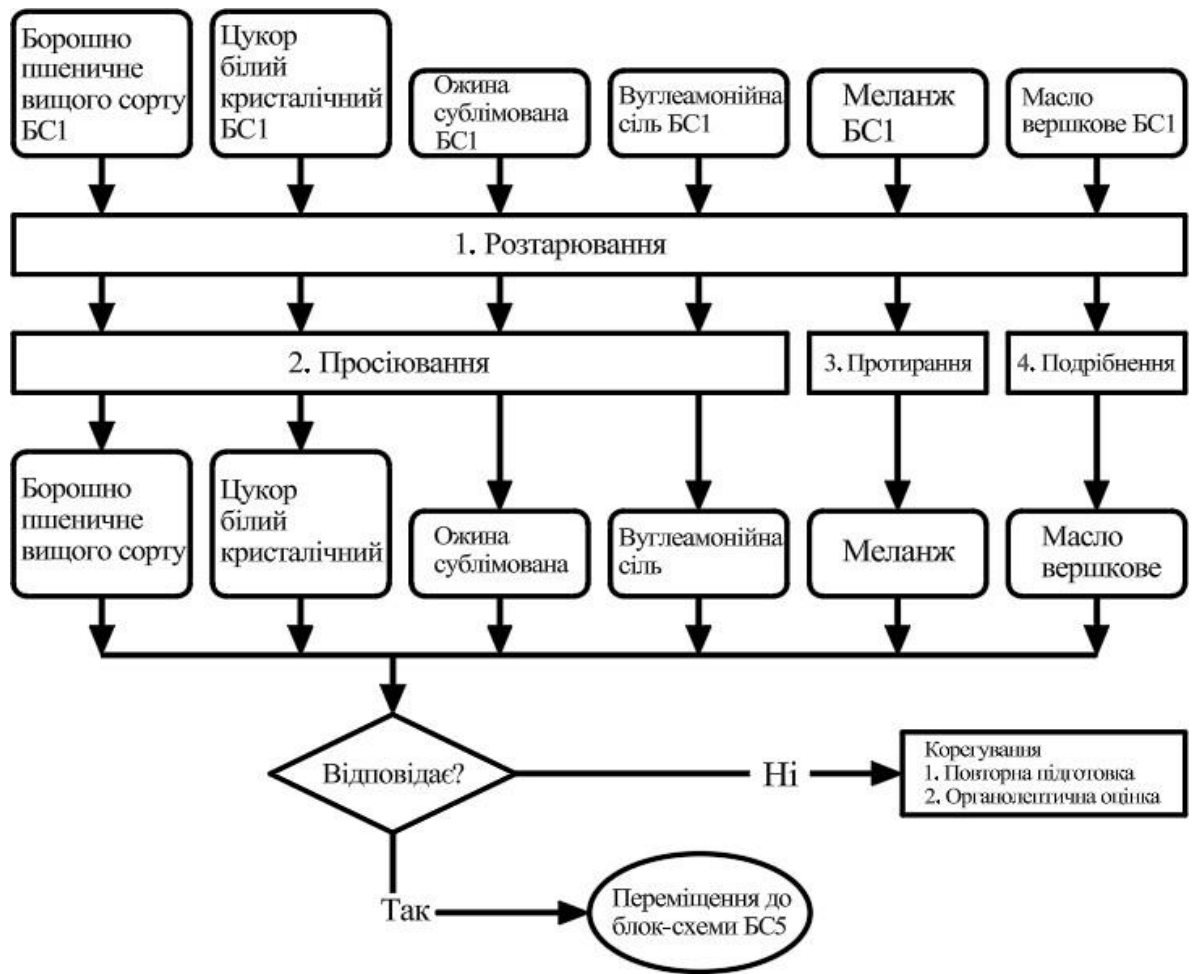 Борошно
пшеничне
вищого сорту
БС1
Цукор
білий
кристалічний
БС1
Ожина
сублімована
БС1
Вуглеамонійна
сіль БС1
Меланж
БС1
Масло
вершкове БС1
1. Розтарювання
2. Просіювання
3. Протирання
4. Подрібнення
Борошно
пшеничне
вищого сорту
Цукор
білий
кристалічний
Ожина
сублімована
Вуглеамонійна
сіль
Меланж
Масло
вершкове
Відповідає?
Ні
Корегування
1. Повторна підготовка
2. Органолептична оцінка
Так
Переміщення до
блок-схеми БС5